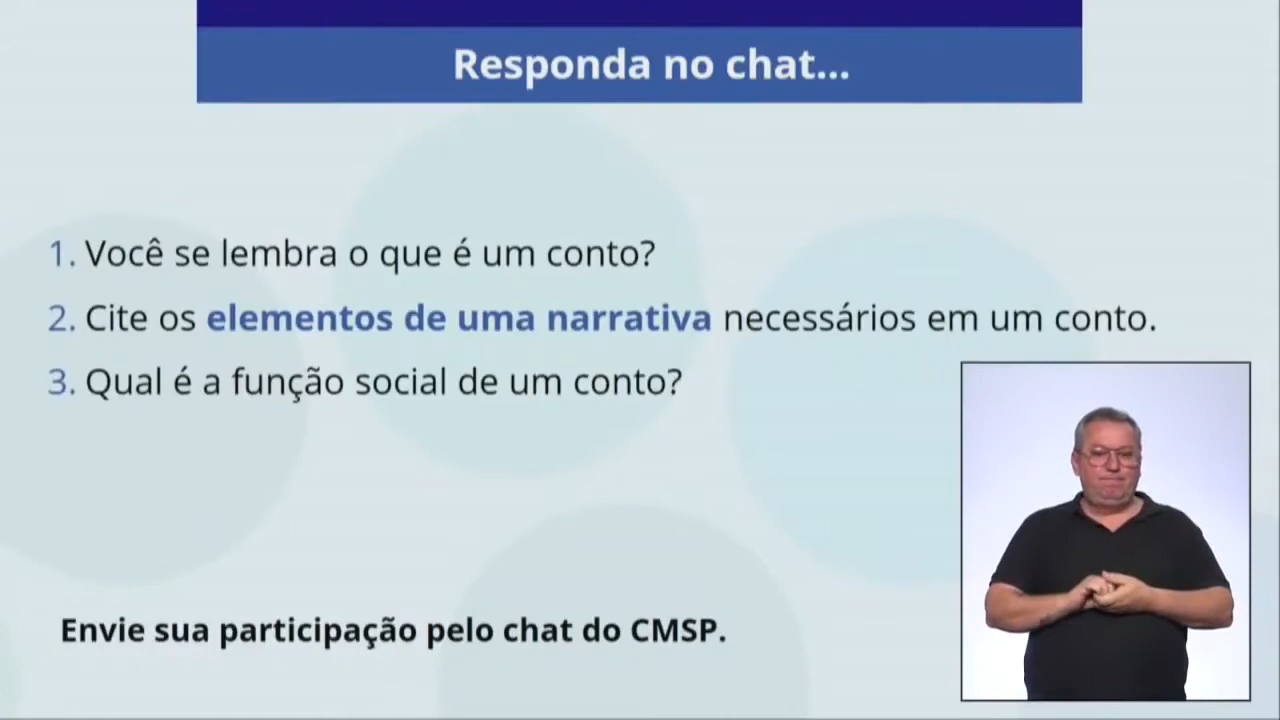 Responda no chat...
1. Você se lembra o que é um conto?
2. Cite os elementos de uma narrativa necessários em um conto.
3. Qual é a função social de um conto?
Envie sua participação pelo chat do CMSP.